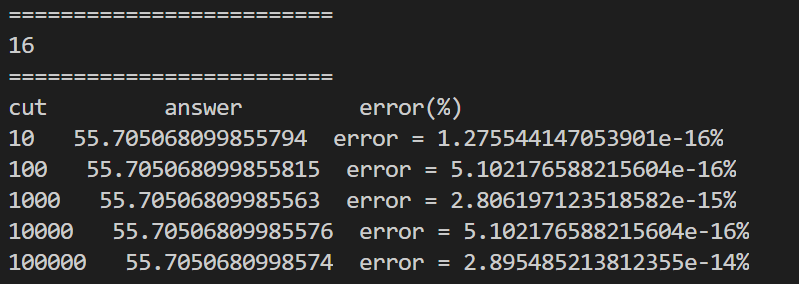 =========================
16
=========================
cut         answer         error(%)
10   55.705068099855794  error = 1.275544147053901e-16%
100   55.705068099855815  error = 5.102176588215604e-16%
1000   55.70506809985563  error = 2.806197123518582e-15%
10000   55.70506809985576  error = 5.102176588215604e-16%
100000   55.7050680998574  error = 2.895485213812355e-14%